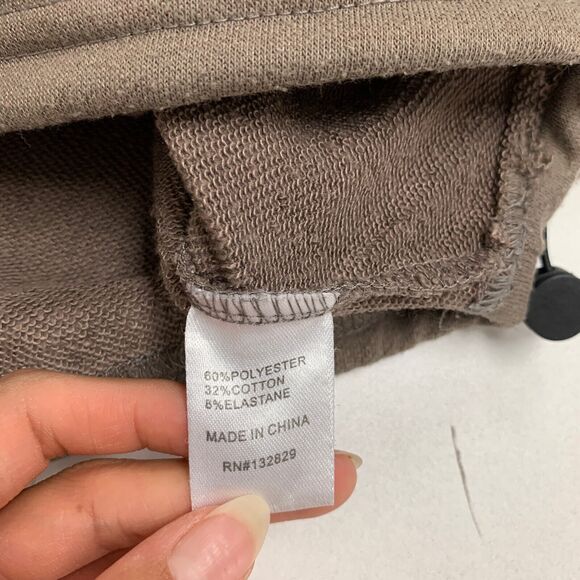 60%POLYESTER
32%COTTON
8%ELASTANE
MADE IN CHINA
RN#132829